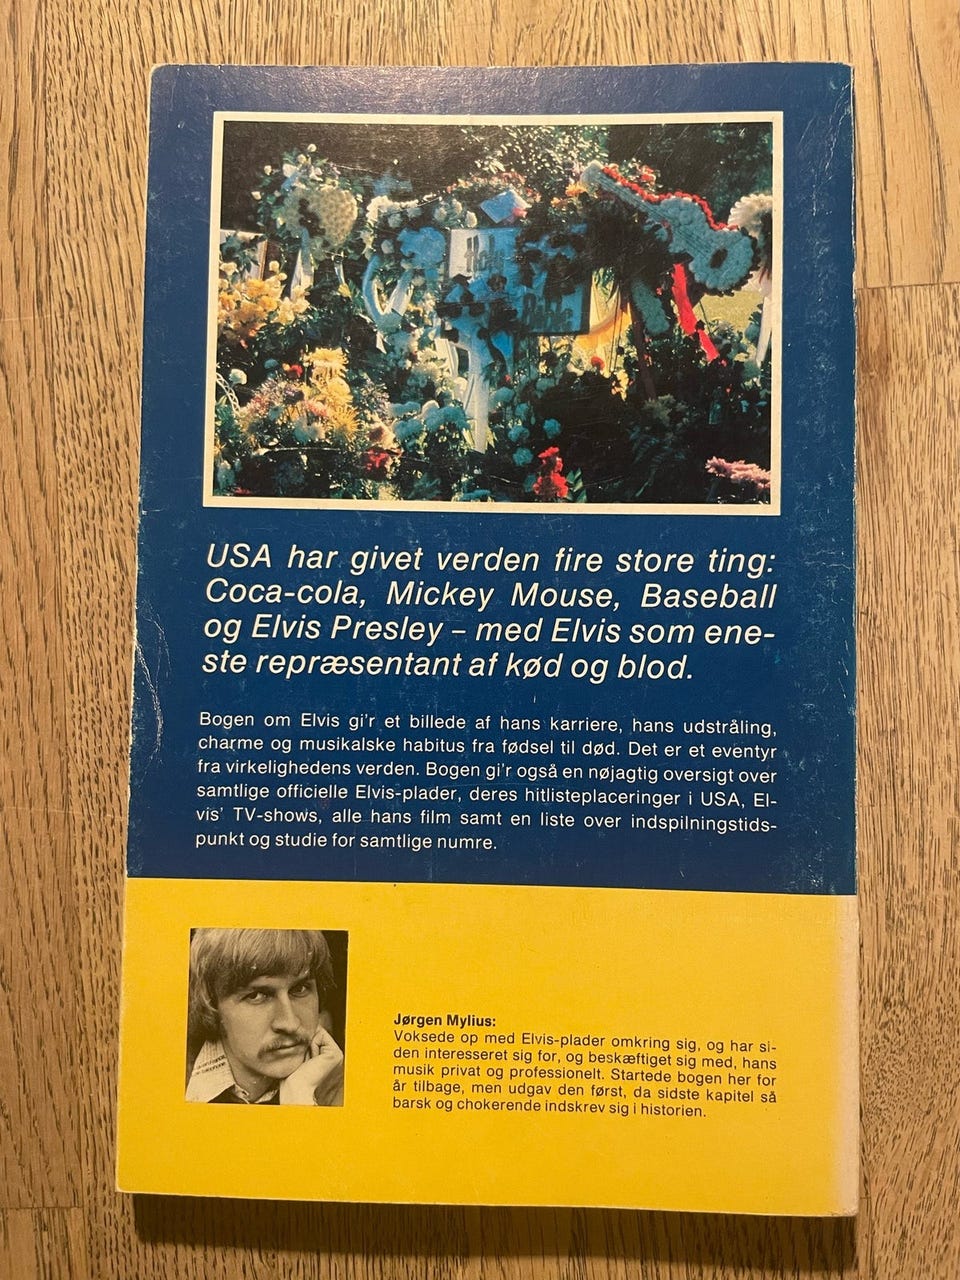 Holy
Bible
USA har givet verden fire store ting:
Coca-cola, Mickey Mouse, Baseball
og Elvis Presley – med Elvis som ene-
ste repræsentant af kød og blod.
Bogen om Elvis gi'r et billede af hans karriere, hans udstråling,
charme og musikalske habitus fra fødsel til død. Det er et eventyr
fra virkelighedens verden. Bogen gi'r også en nøjagtig oversigt over
samtlige officielle Elvis-plader, deres hitlisteplaceringer i USA, El-
vis' TV-shows, alle hans film samt en liste over indspilningstids-
punkt og studie for samtlige numre.
Jørgen Mylius:
Voksede op med Elvis-plader omkring sig, og har si-
den interesseret sig for, og beskæftiget sig med, hans
musik privat og professionelt. Startede bogen her for
år tilbage, men udgav den først, da sidste kapitel så
barsk og chokerende indskrev sig i historien.